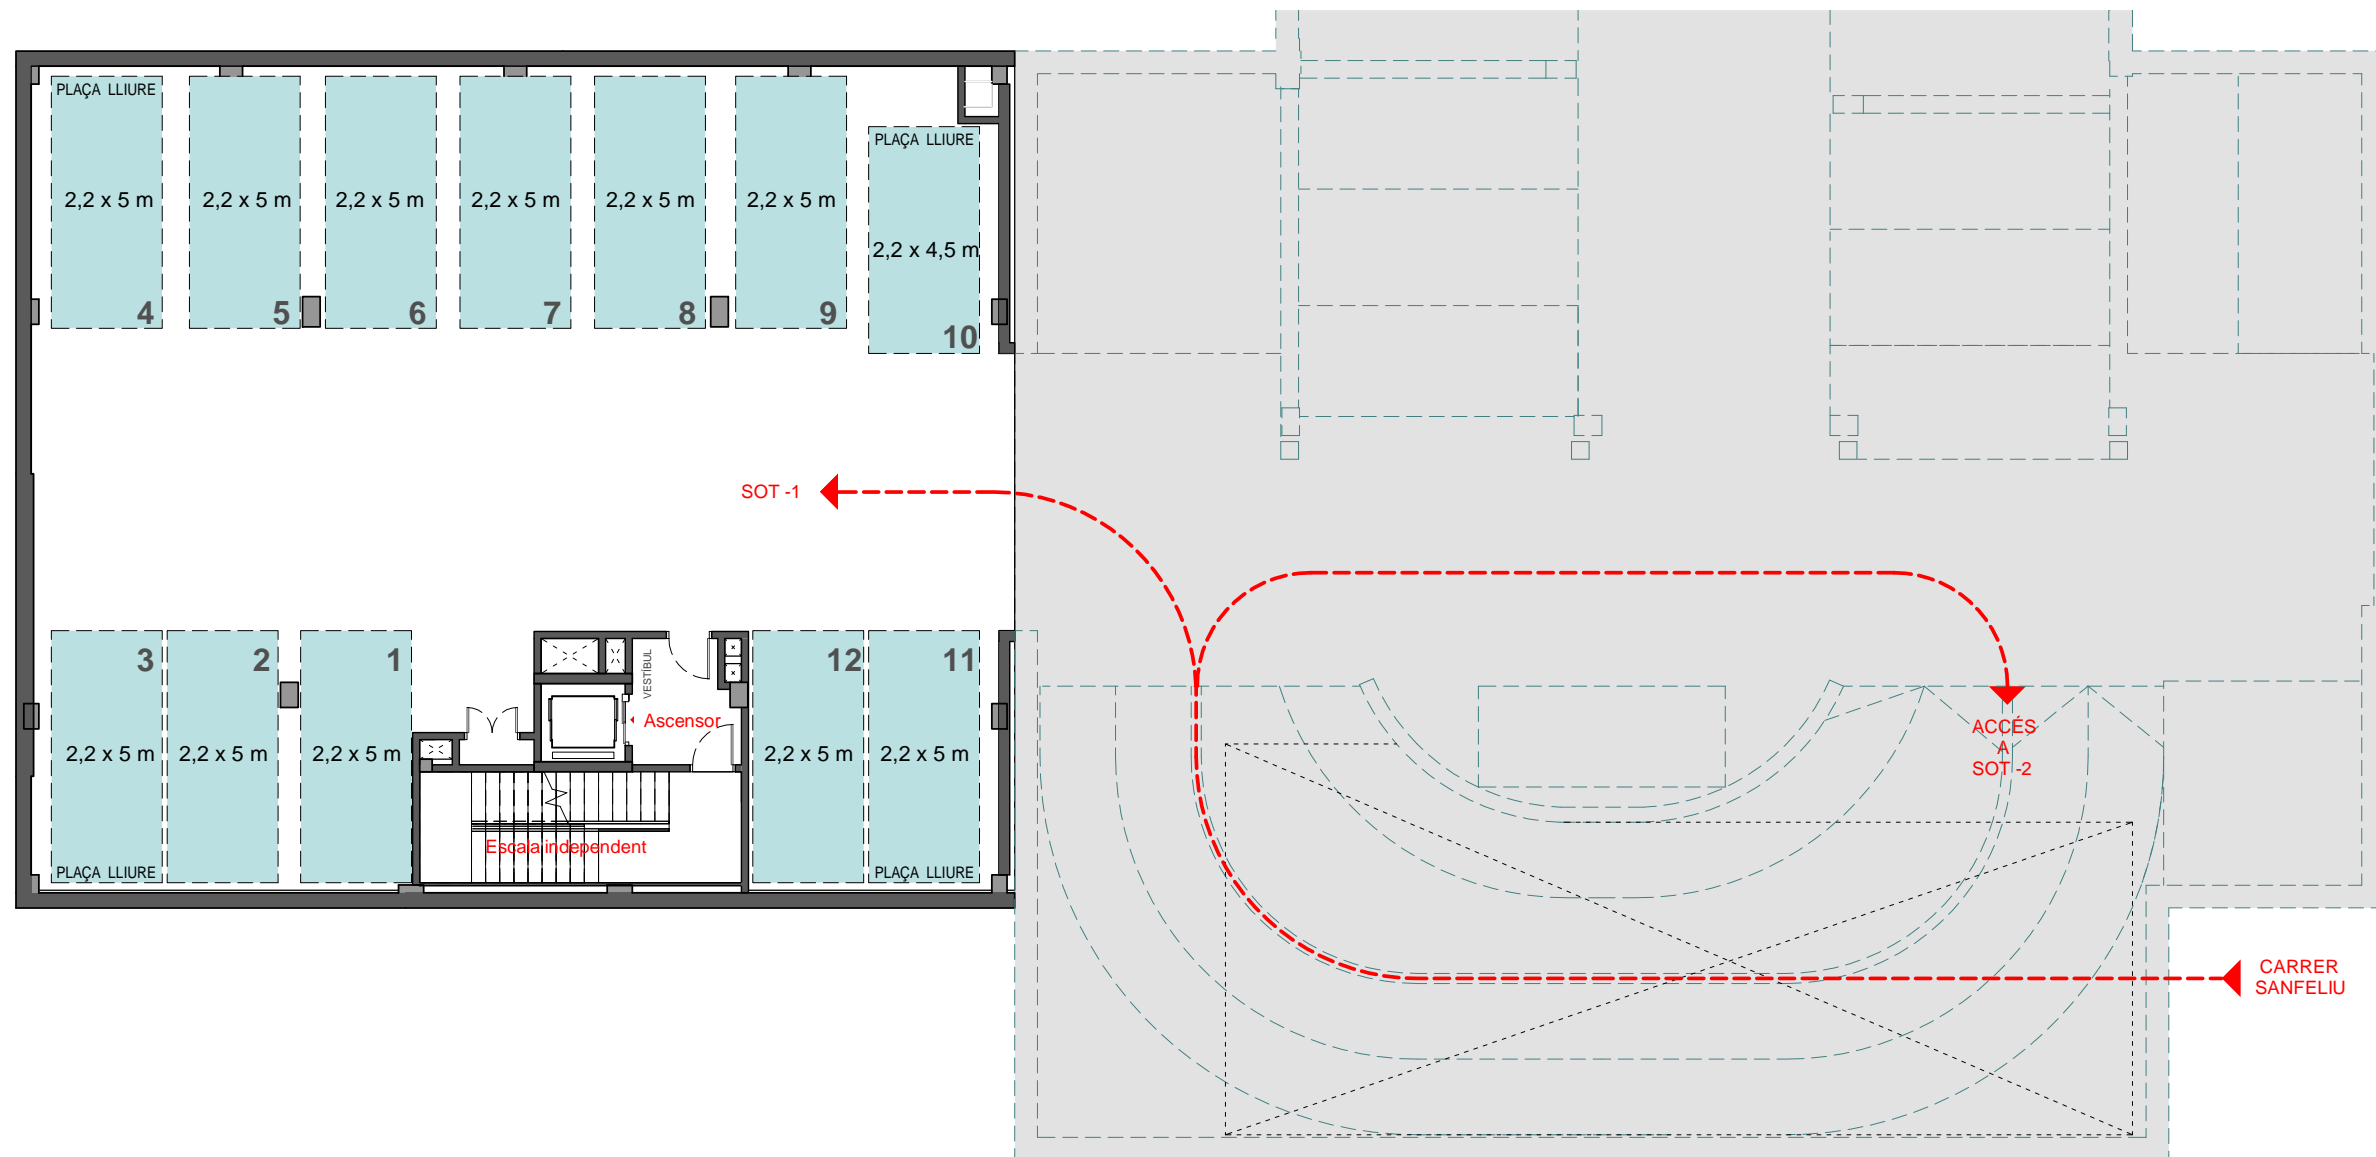 PLAÇA LLIURE
2,2 x 5 m
4
2,2 x 5 m
5
2,2 x 5 m
6
2,2 x 5 m
7
2,2 x 5 m
8
2,2 x 5 m
9
PLAÇA LLIURE
2,2 x 4,5 m
10
SOT -1
3
2,2 x 5 m
PLAÇA LLIURE
2
2,2 x 5 m
1
2,2 x 5 m
VESTÍBUL
Ascensor
Escala independent
12
2,2 x 5 m
11
2,2 x 5 m
PLAÇA LLIURE
ACCÉS
A
SOT -2
CARRER
SANFELIU